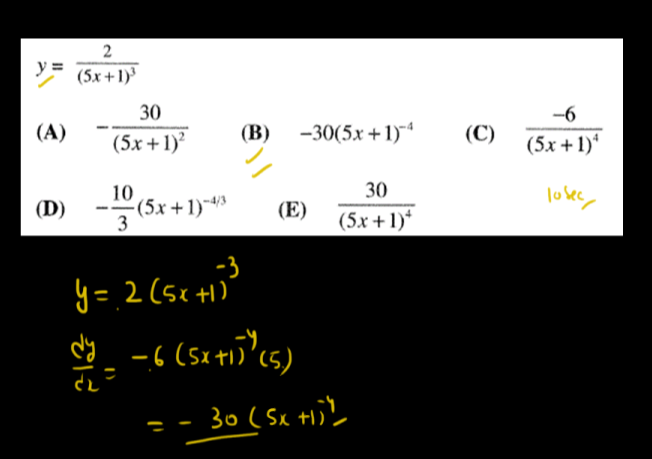 y = 2/(5x+1)³
(A) −30/(5x+1)² (B) −30(5x+1)⁻⁴ (C) −6/(5x+1)⁴
(D) −10/3(5x+1)^(−4/3) (E) 30/(5x+1)⁴
10 sec
y = 2(5x+1)⁻³
dy/dx = −6(5x+1)⁻⁴(5)
= − 30(5x+1)⁻⁴